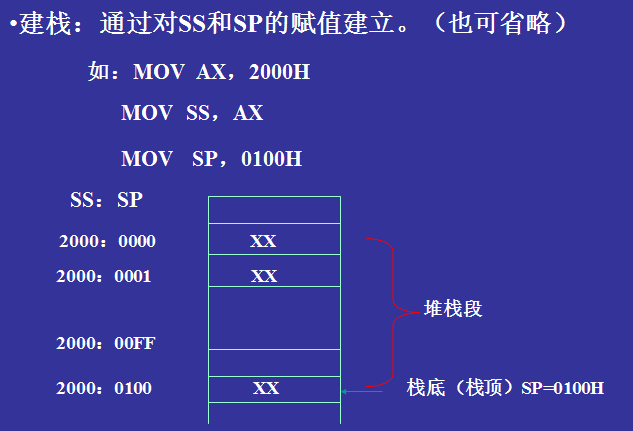 •建栈：通过对SS和SP的赋值建立。（也可省略）
如：MOV AX，2000H
MOV SS，AX
MOV SP，0100H
SS：SP
2000：0000 XX
2000：0001 XX
堆栈段
2000：00FF
2000：0100 XX 栈底（栈顶）SP=0100H